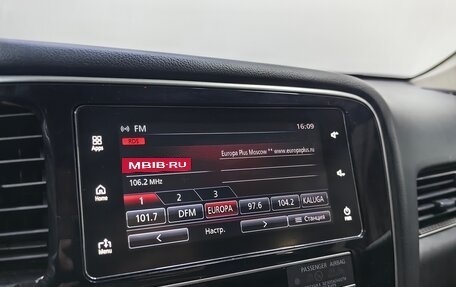 FM
16:09
Apps
RDS
Europa Plus Moscow ** www.europaplus.ru
MBIB·RU
106.2 MHz
Home
1 2 3
101.7 DFM EUROPA 97.6 104.2 KALUGA
Станция
Настр.
Menu
PASSENGER AIRBAG